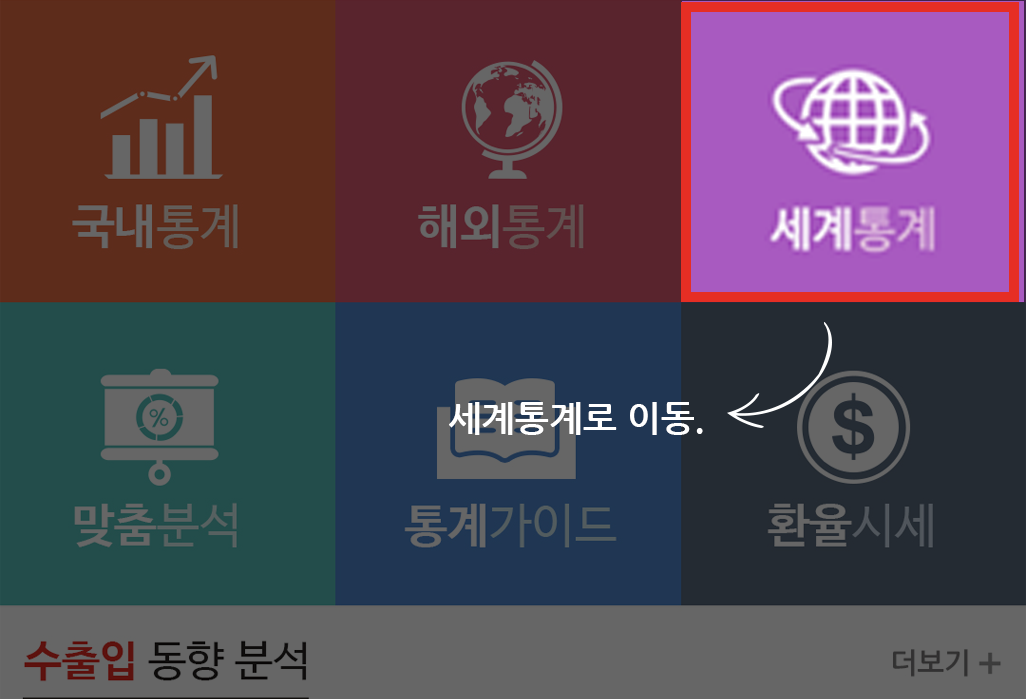 국내통계
해외통계
세계통계
세계통계로 이동.
%
$
맞춤분석
통계가이드
환율시세
수출입 동향 분석
더보기 +